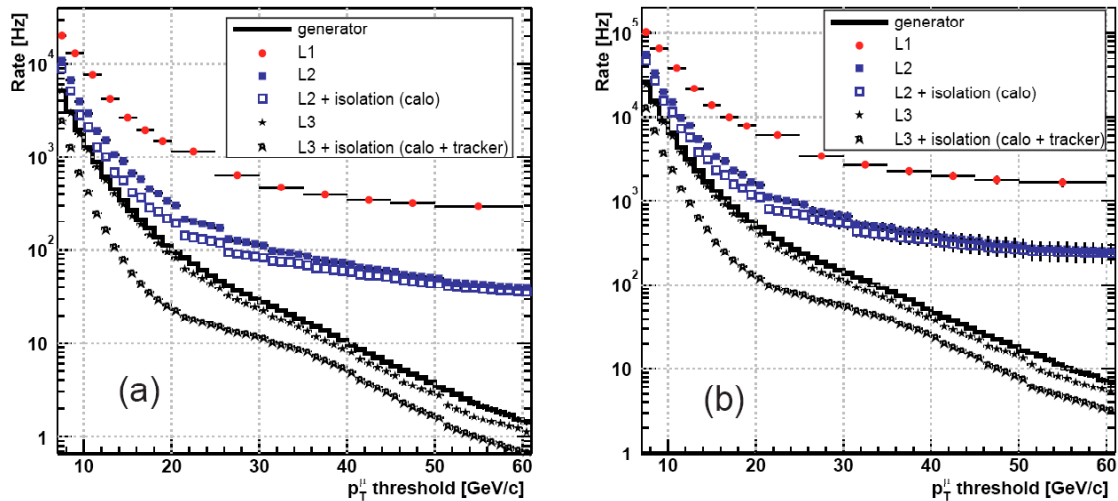 Rate [Hz]
10⁴
10³
10²
10
1
generator
L1
L2
L2 + isolation (calo)
L3
L3 + isolation (calo + tracker)
(a)
10 20 30 40 50 60
p_T^μ threshold [GeV/c]
Rate [Hz]
10⁵
10⁴
10³
10²
10
1
generator
L1
L2
L2 + isolation (calo)
L3
L3 + isolation (calo + tracker)
(b)
10 20 30 40 50 60
p_T^μ threshold [GeV/c]